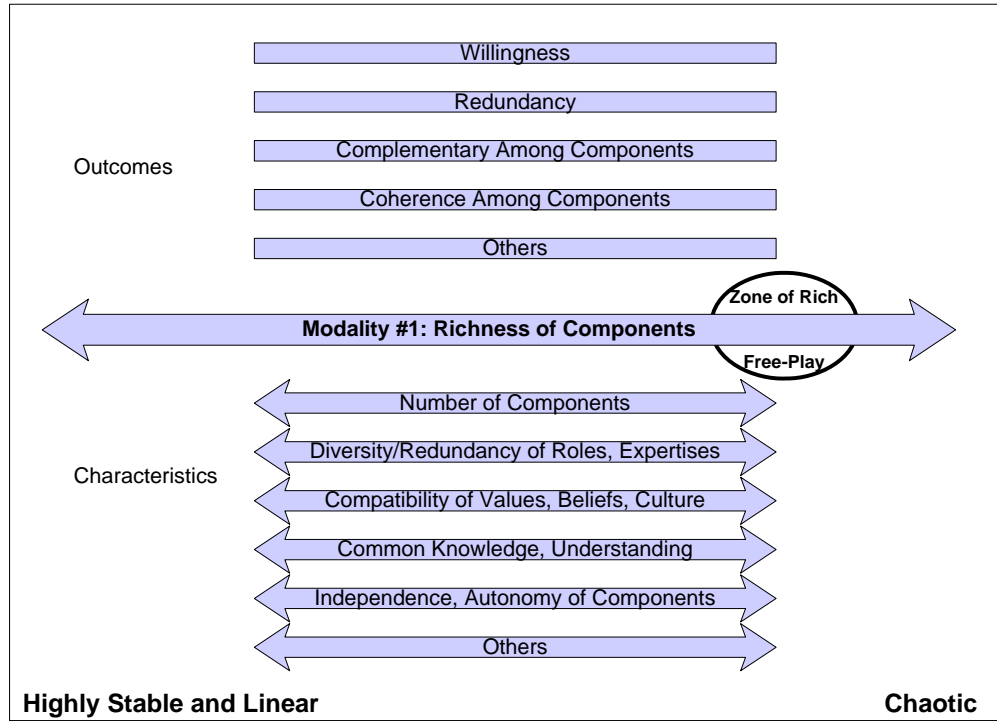 Willingness
Redundancy
Complementary Among Components
Outcomes
Coherence Among Components
Others
Zone of Rich
Modality #1: Richness of Components
Free-Play
Number of Components
Diversity/Redundancy of Roles, Expertises
Characteristics
Compatibility of Values, Beliefs, Culture
Common Knowledge, Understanding
Independence, Autonomy of Components
Others
Highly Stable and Linear
Chaotic